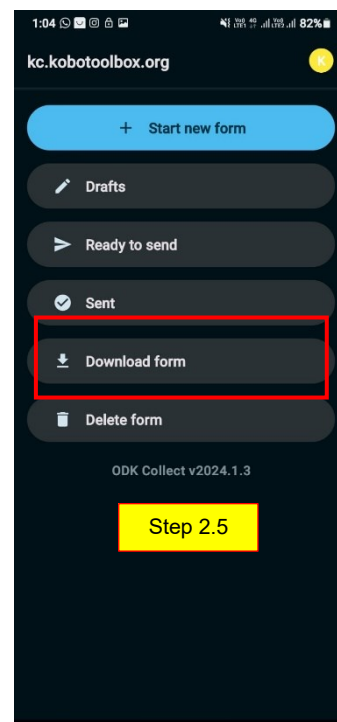 1:04 82%
kc.kobotoolbox.org K
+ Start new form
Drafts
Ready to send
Sent
Download form
Delete form
ODK Collect v2024.1.3
Step 2.5